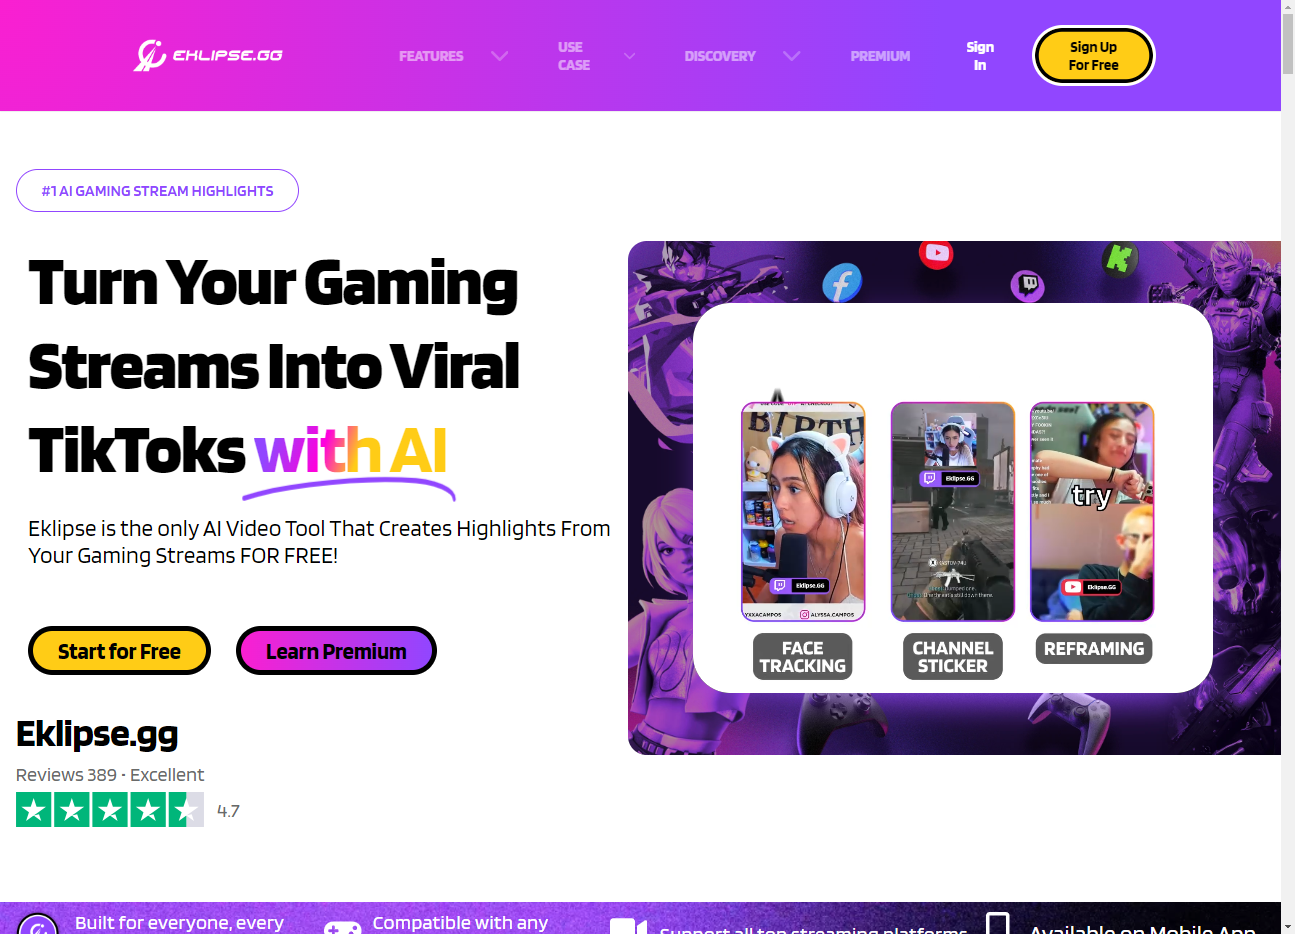 EKLIPSE.GG
FEATURES
USE CASE
DISCOVERY
PREMIUM
Sign In
Sign Up For Free
#1 AI GAMING STREAM HIGHLIGHTS
Turn Your Gaming
Streams Into Viral
TikToks with AI
Eklipse is the only AI Video Tool That Creates Highlights From
Your Gaming Streams FOR FREE!
Start for Free
Learn Premium
Eklipse.gg
Reviews 389 · Excellent
4.7
BIRTH
Eklipse.GG
ALYSSA.CAMPOS
Eklipse.GG
try
Eklipse.GG
FACE
TRACKING
CHANNEL
STICKER
REFRAMING
Built for everyone, every
Compatible with any
Support all top streaming platforms
Available on Mobile App